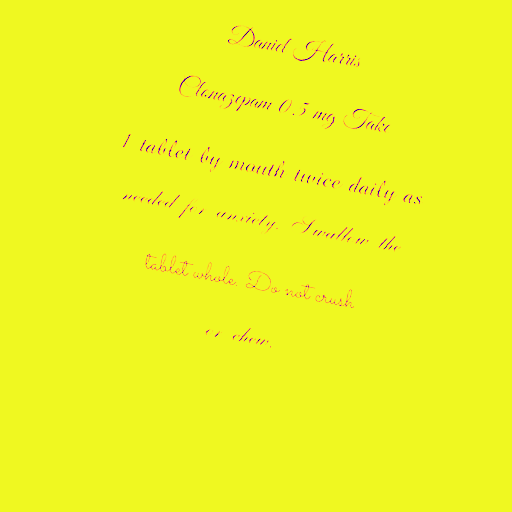 Daniel Harris
Clonazepam 0.5 mg Take
1 tablet by mouth twice daily as
needed for anxiety. Swallow the
tablet whole. Do not crush
or chew.